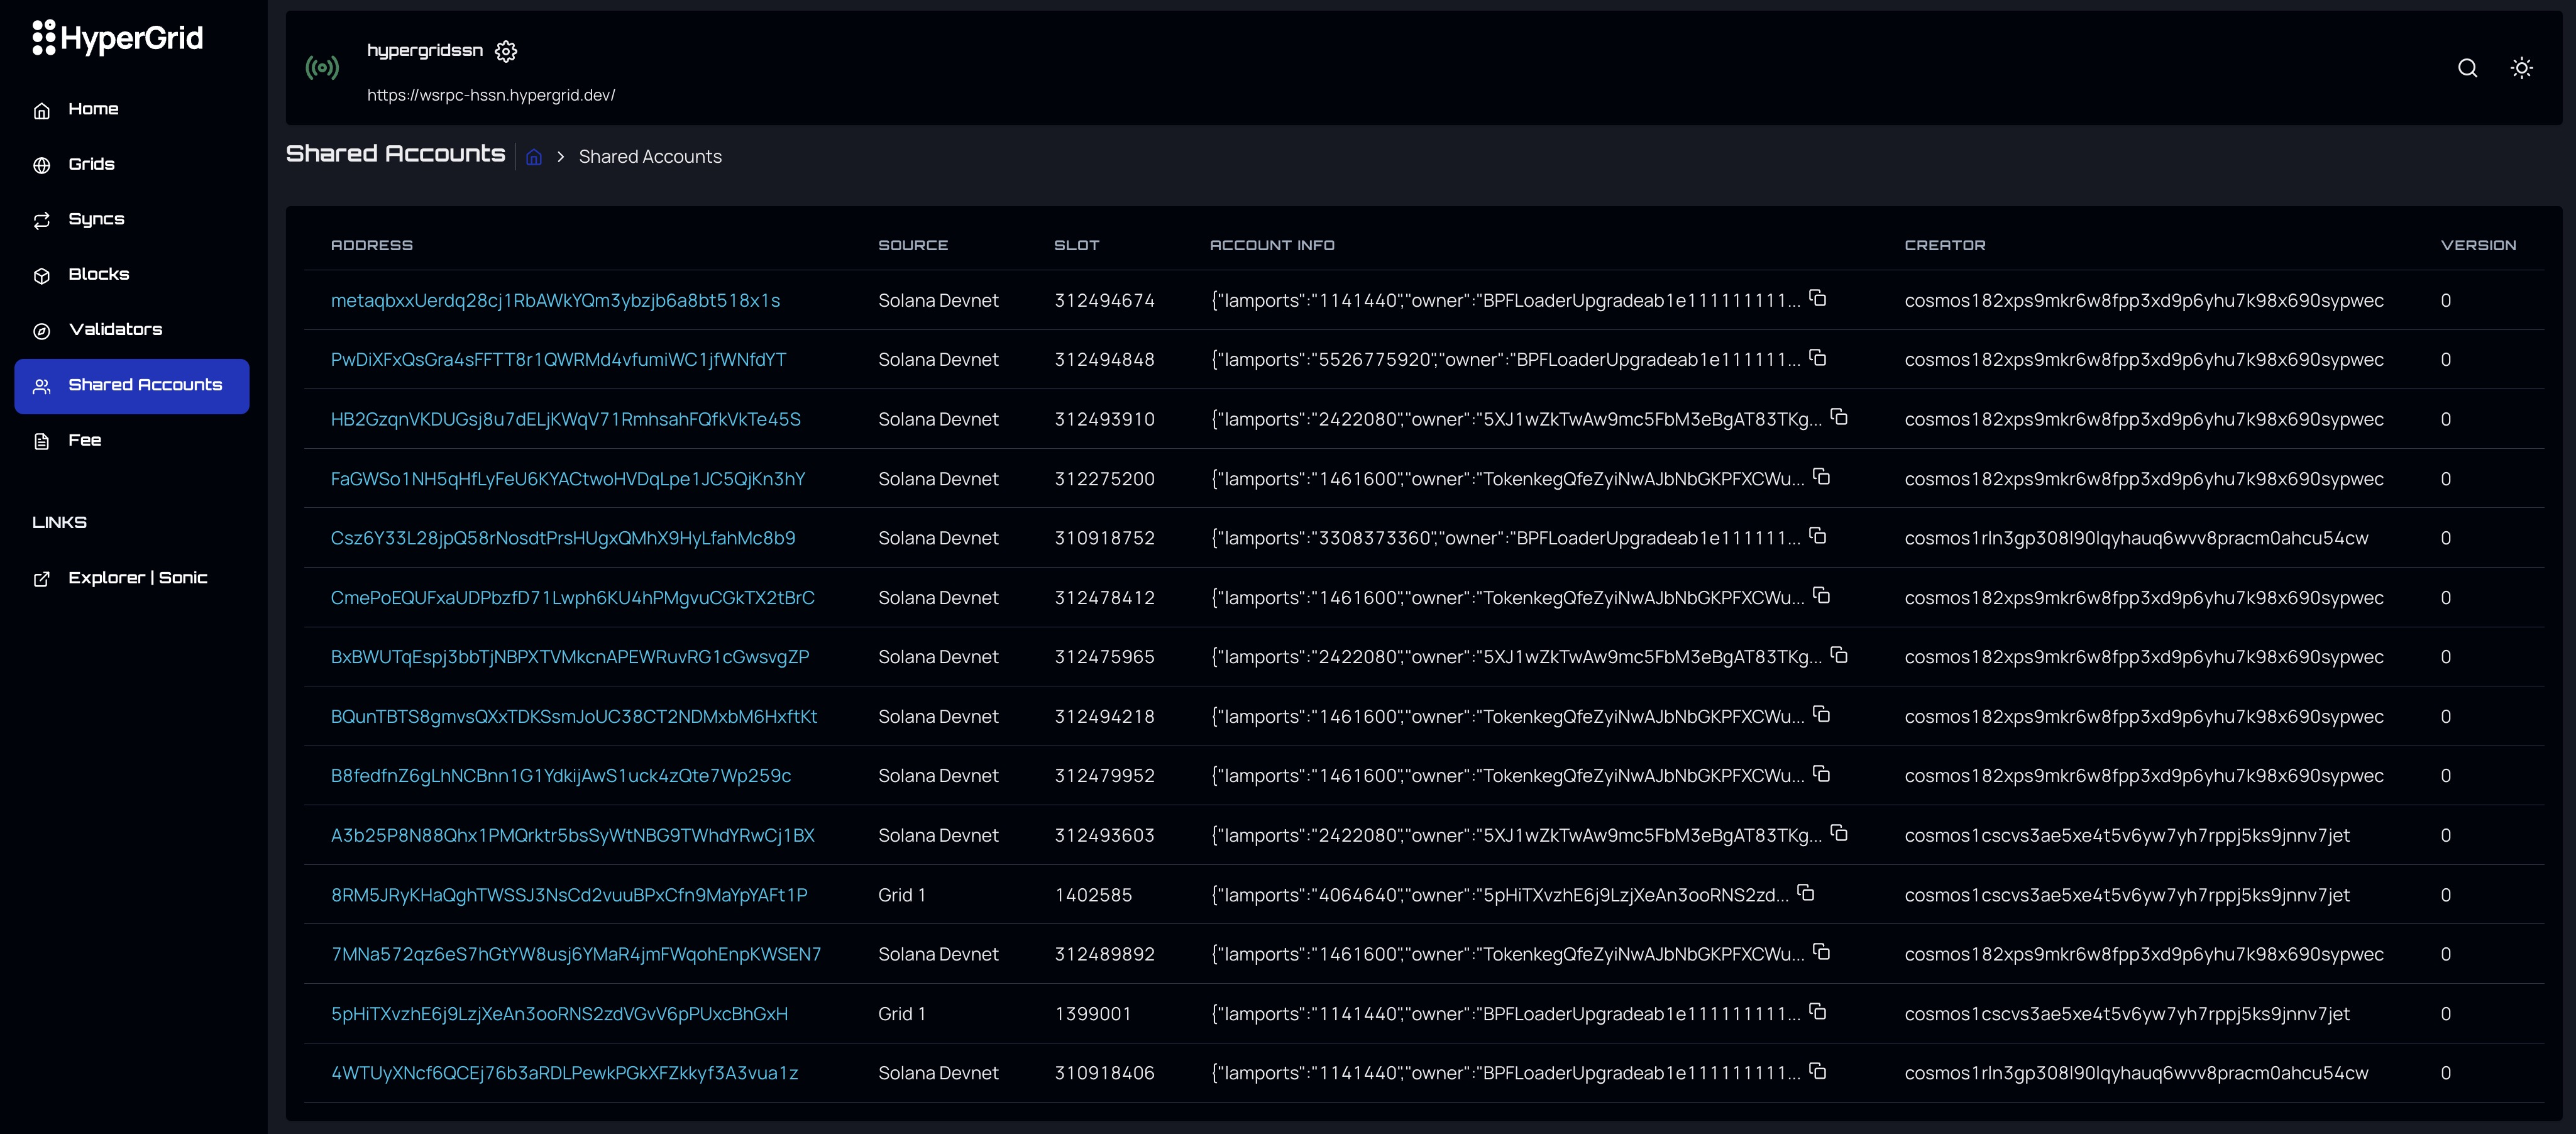 HyperGrid
Home
Grids
Syncs
Blocks
Validators
Shared Accounts
Fee
LINKS
Explorer | Sonic
hypergridssn
https://wsrpc-hssn.hypergrid.dev/
Shared Accounts Shared Accounts
ADDRESS SOURCE SLOT ACCOUNT INFO CREATOR VERSION
metaqbxxUerdq28cj1RbAWkYQm3ybzjb6a8bt518x1s Solana Devnet 312494674 {"lamports":"1141440","owner":"BPFLoaderUpgradeab1e111111111... cosmos182xps9mkr6w8fpp3xd9p6yhu7k98x690sypwec 0
PwDiXFxQsGra4sFFTT8r1QWRMd4vfumiWC1jfWNfdYT Solana Devnet 312494848 {"lamports":"5526775920","owner":"BPFLoaderUpgradeab1e111111... cosmos182xps9mkr6w8fpp3xd9p6yhu7k98x690sypwec 0
HB2GzqnVKDUGsj8u7dELjKWqV71RmhsahFQfkVkTe45S Solana Devnet 312493910 {"lamports":"2422080","owner":"5XJ1wZkTwAw9mc5FbM3eBgAT83TKg... cosmos182xps9mkr6w8fpp3xd9p6yhu7k98x690sypwec 0
FaGWSo1NH5qHfLyFeU6KYACtwoHVDqLpe1JC5QjKn3hY Solana Devnet 312275200 {"lamports":"1461600","owner":"TokenkegQfeZyiNwAJbNbGKPFXCWu... cosmos182xps9mkr6w8fpp3xd9p6yhu7k98x690sypwec 0
Csz6Y33L28jpQ58rNosdtPrsHUgxQMhX9HyLfahMc8b9 Solana Devnet 310918752 {"lamports":"3308373360","owner":"BPFLoaderUpgradeab1e111111... cosmos1rln3gp308l90lqyhauq6wvv8pracm0ahcu54cw 0
CmePoEQUFxaUDPbzfD71Lwph6KU4hPMgvuCGkTX2tBrC Solana Devnet 312478412 {"lamports":"1461600","owner":"TokenkegQfeZyiNwAJbNbGKPFXCWu... cosmos182xps9mkr6w8fpp3xd9p6yhu7k98x690sypwec 0
BxBWUTqEspj3bbTjNBPXTVMkcnAPEWRuvRG1cGwsvgZP Solana Devnet 312475965 {"lamports":"2422080","owner":"5XJ1wZkTwAw9mc5FbM3eBgAT83TKg... cosmos182xps9mkr6w8fpp3xd9p6yhu7k98x690sypwec 0
BQunTBTS8gmvsQXxTDKSsmJoUC38CT2NDMxbM6HxftKt Solana Devnet 312494218 {"lamports":"1461600","owner":"TokenkegQfeZyiNwAJbNbGKPFXCWu... cosmos182xps9mkr6w8fpp3xd9p6yhu7k98x690sypwec 0
B8fedfnZ6gLhNCBnn1G1YdkijAwS1uck4zQte7Wp259c Solana Devnet 312479952 {"lamports":"1461600","owner":"TokenkegQfeZyiNwAJbNbGKPFXCWu... cosmos182xps9mkr6w8fpp3xd9p6yhu7k98x690sypwec 0
A3b25P8N88Qhx1PMQrktr5bsSyWtNBG9TWhdYRwCj1BX Solana Devnet 312493603 {"lamports":"2422080","owner":"5XJ1wZkTwAw9mc5FbM3eBgAT83TKg... cosmos1cscvs3ae5xe4t5v6yw7yh7rppj5ks9jnnv7jet 0
8RM5JRyKHaQghTWSSJ3NsCd2vuuBPxCfn9MaYpYAFt1P Grid 1 1402585 {"lamports":"4064640","owner":"5pHiTXvzhE6j9LzjXeAn3ooRNS2zd... cosmos1cscvs3ae5xe4t5v6yw7yh7rppj5ks9jnnv7jet 0
7MNa572qz6eS7hGtYW8usj6YMaR4jmFWqohEnpKWSEN7 Solana Devnet 312489892 {"lamports":"1461600","owner":"TokenkegQfeZyiNwAJbNbGKPFXCWu... cosmos182xps9mkr6w8fpp3xd9p6yhu7k98x690sypwec 0
5pHiTXvzhE6j9LzjXeAn3ooRNS2zdVGvV6pPUxcBhGxH Grid 1 1399001 {"lamports":"1141440","owner":"BPFLoaderUpgradeab1e111111111... cosmos1cscvs3ae5xe4t5v6yw7yh7rppj5ks9jnnv7jet 0
4WTUyXNcf6QCEj76b3aRDLPewkPGkXFZkkyf3A3vua1z Solana Devnet 310918406 {"lamports":"1141440","owner":"BPFLoaderUpgradeab1e111111111... cosmos1rln3gp308l90lqyhauq6wvv8pracm0ahcu54cw 0